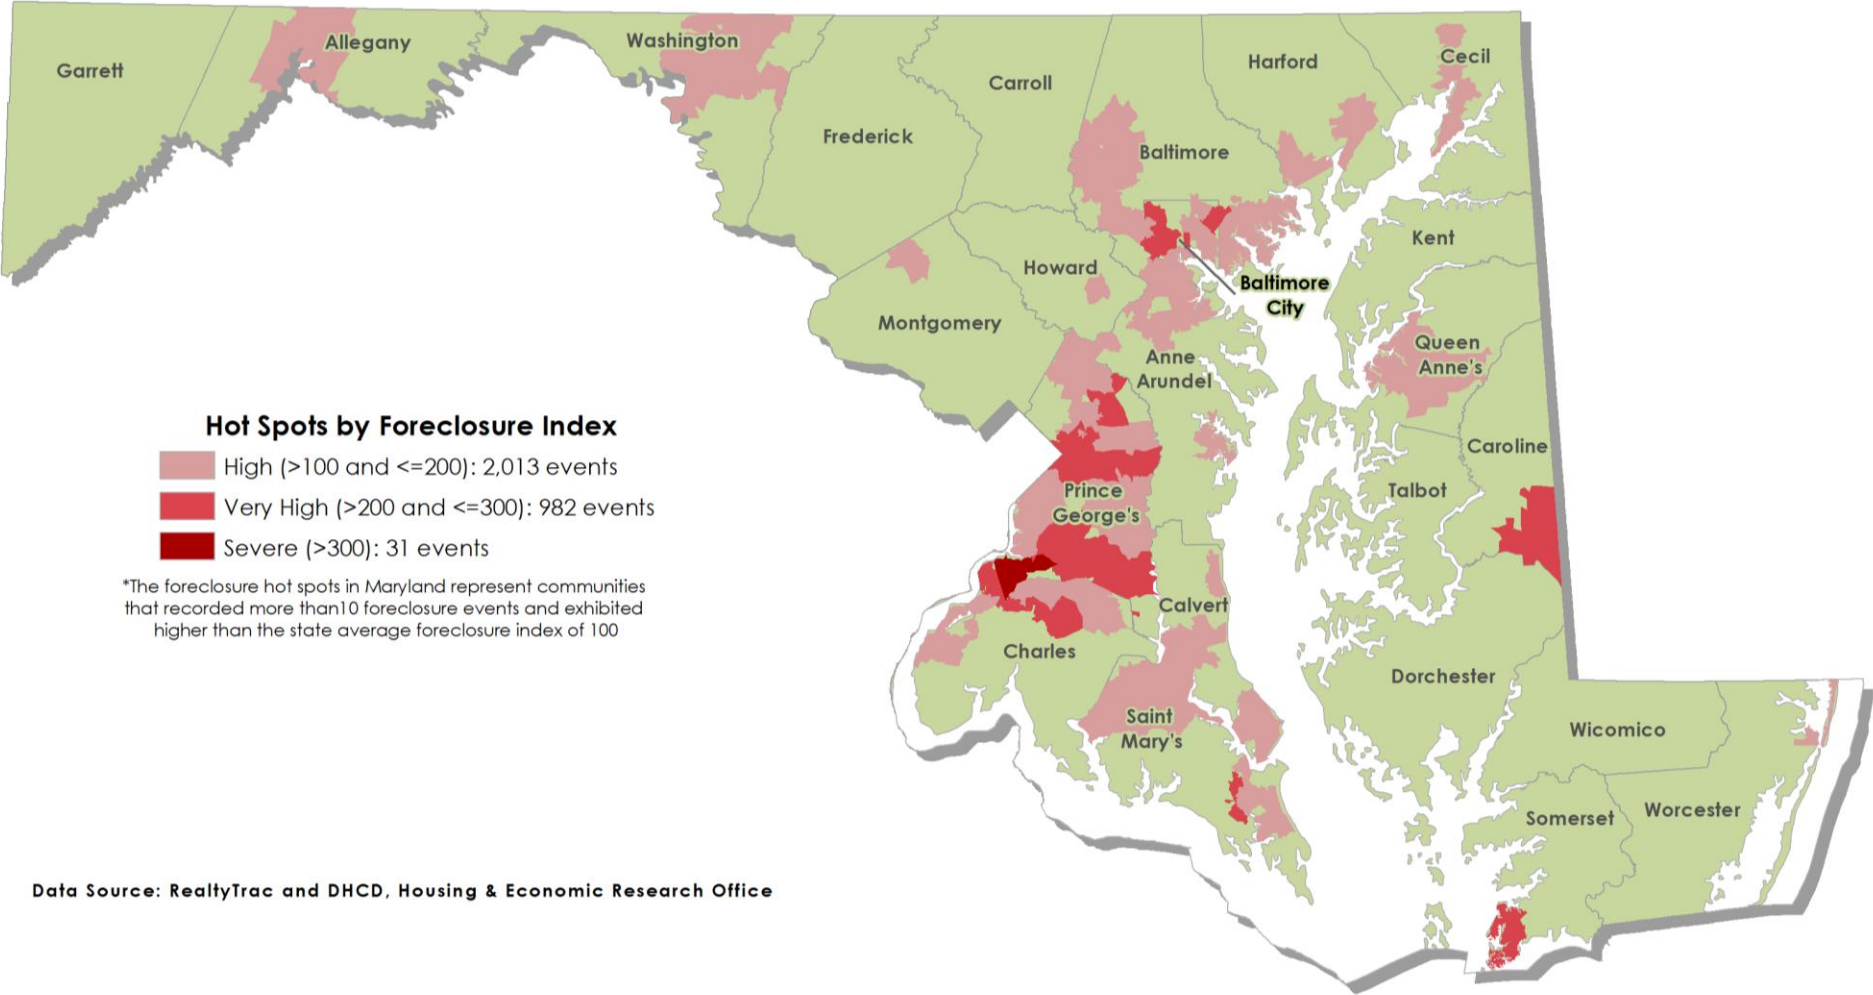 Garrett
Allegany
Washington
Frederick
Carroll
Baltimore
Harford
Cecil
Kent
Howard
Baltimore
City
Montgomery
Anne
Arundel
Queen
Anne's
Caroline
Talbot
Prince
George's
Calvert
Charles
Saint
Mary's
Dorchester
Wicomico
Somerset
Worcester
Hot Spots by Foreclosure Index
High (>100 and <=200): 2,013 events
Very High (>200 and <=300): 982 events
Severe (>300): 31 events
*The foreclosure hot spots in Maryland represent communities
that recorded more than10 foreclosure events and exhibited
higher than the state average foreclosure index of 100
Data Source: RealtyTrac and DHCD, Housing & Economic Research Office